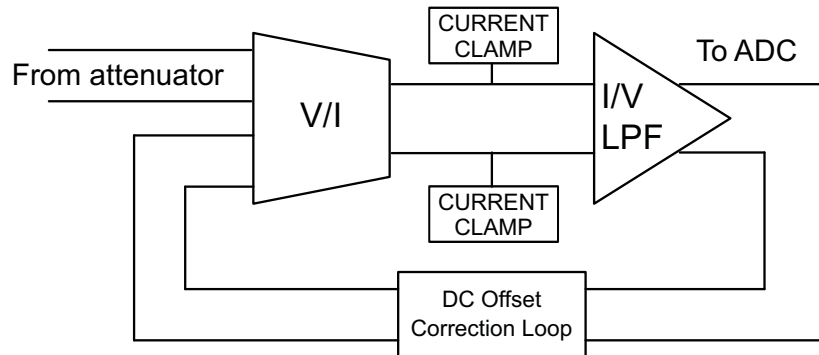 CURRENT
CLAMP
To ADC
From attenuator
V/I
I/V
LPF
CURRENT
CLAMP
DC Offset
Correction Loop